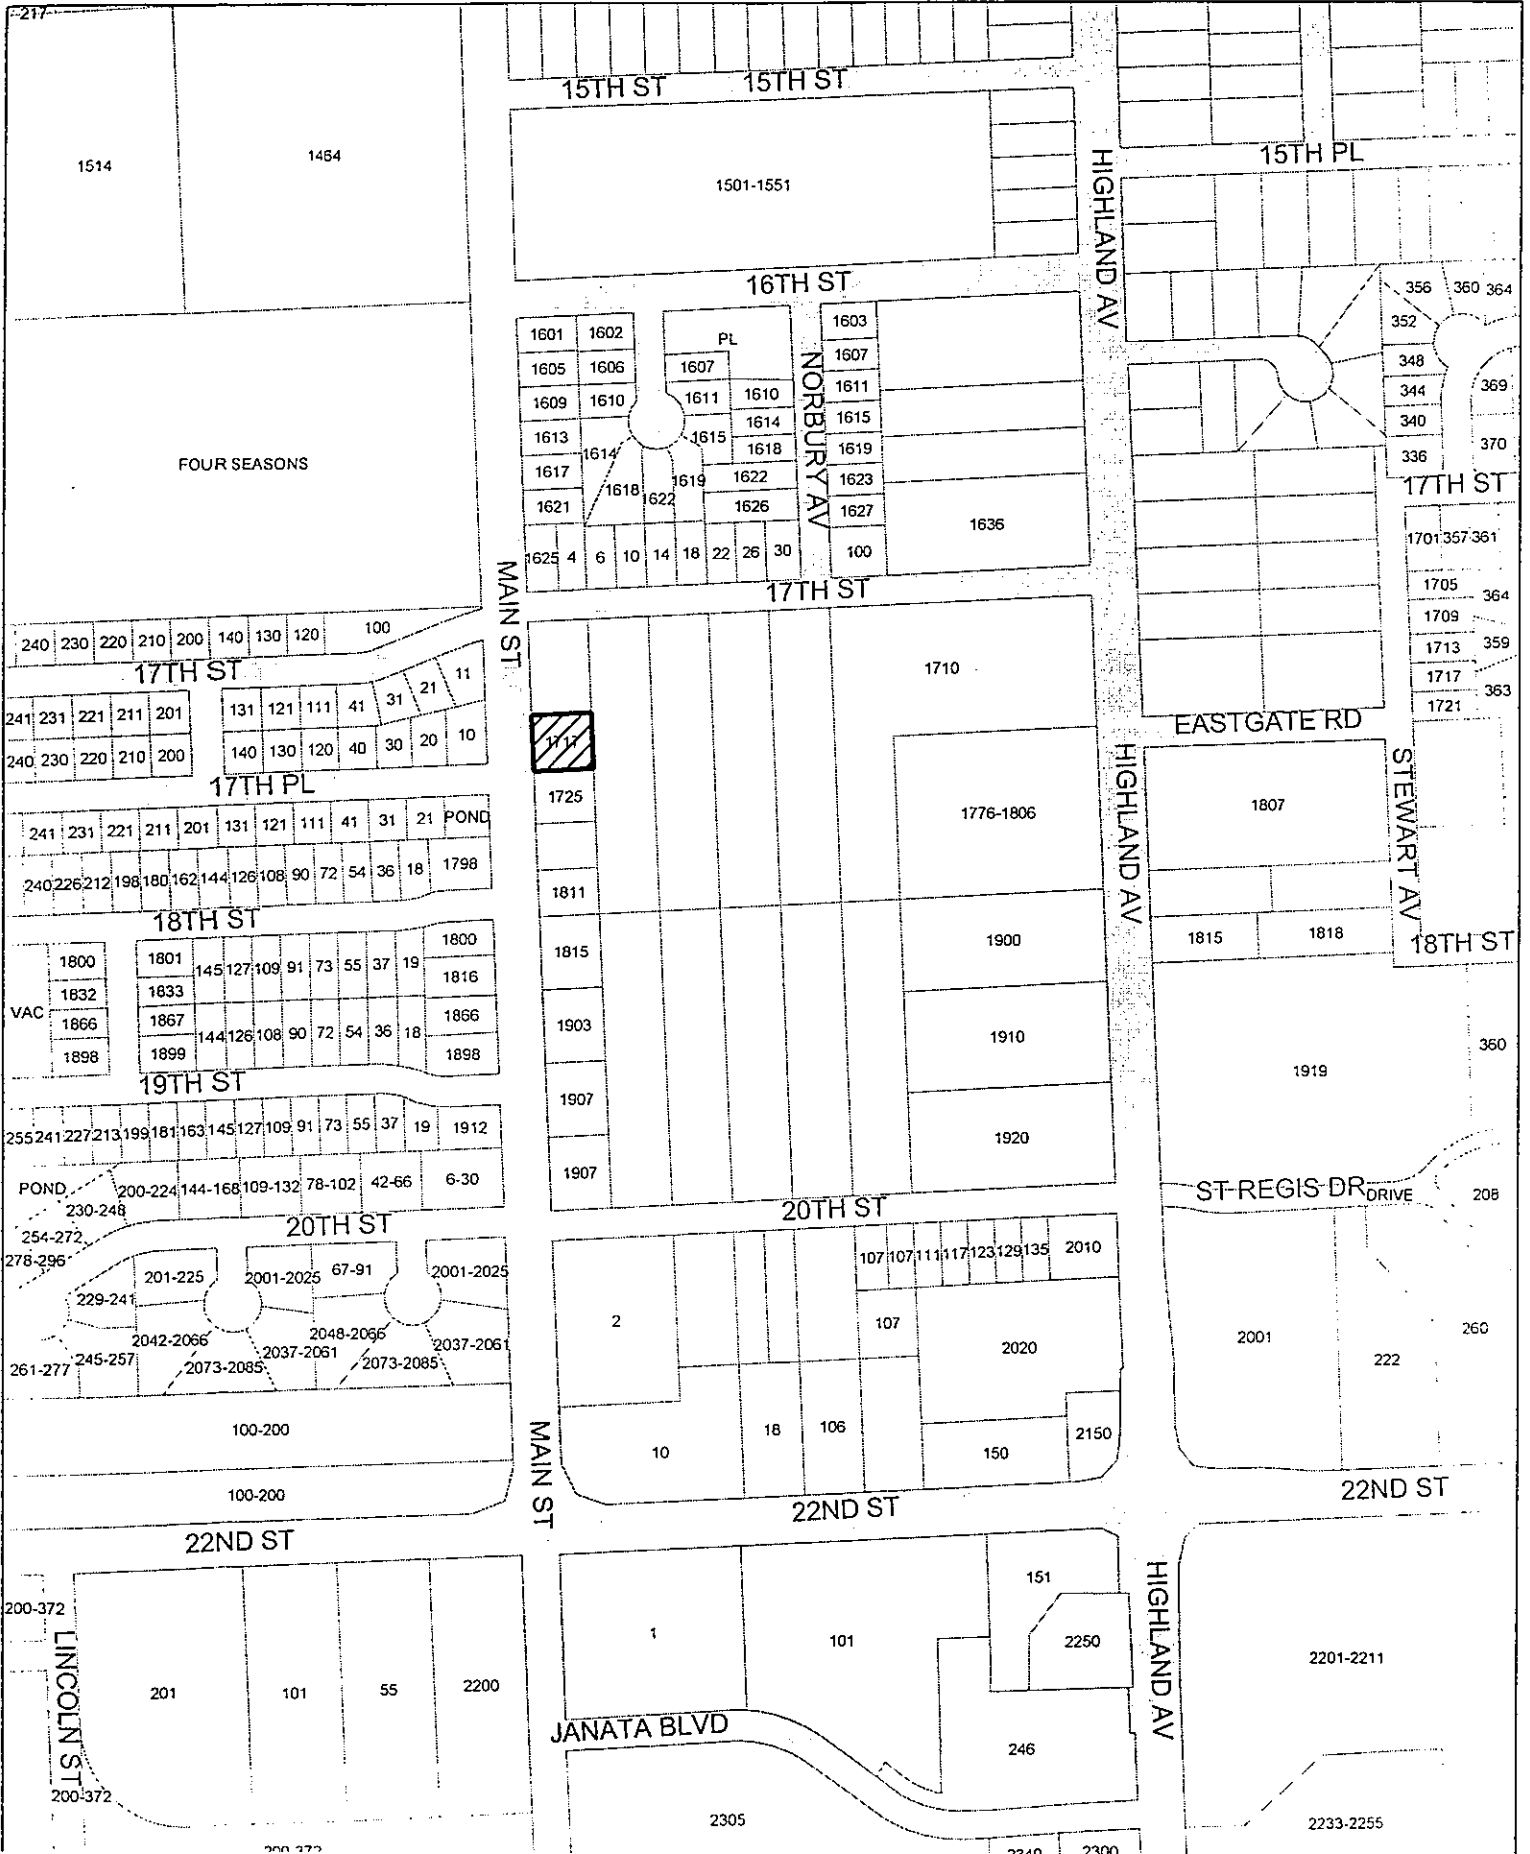 217
15TH ST 15TH ST
1514
1464
1501-1551
HIGHLAND AV
15TH PL
16TH ST
356 360 364
352
348
344
340
336
369
370
17TH ST
1601 1602
1605 1606
1609 1610
1613 1614
1617 1618 1622 1619
1621
PL
1607
1611 1610
1615 1614
1618
1622
1626
NORBURY AV
1603
1607
1611
1615
1619
1623
1627
100
1636
FOUR SEASONS
1625 4 6 10 14 18 22 26 30
MAIN ST
17TH ST
1701 357 361
1705
364
1709
1713 359
1717
363
1721
240 230 220 210 200 140 130 120 100
17TH ST
241 231 221 211 201 131 121 111 41 31 21 11
240 230 220 210 200 140 130 120 40 30 20 10
17TH PL
1710
1717
1725
1811
1776-1806
EASTGATE RD
HIGHLAND AV
1807
STEWART AV
241 231 221 211 201 131 121 111 41 31 21 POND
240 226 212 198 180 162 144 126 108 90 72 54 36 18 1798
18TH ST
1815
1903
1907
1907
1900
1910
1920
1815 1818
18TH ST
VAC
1800
1832
1866
1898
1801
1833
1867
1899
145 127 109 91 73 55 37 19
144 126 108 90 72 54 36 18
1800
1816
1866
1898
19TH ST
1919
360
255 241 227 213 199 181 163 145 127 109 91 73 55 37 19 1912
POND 200-224 144-168 109-132 78-102 42-66 6-30
230-248
254-272
278-296
20TH ST
20TH ST
ST REGIS DR DRIVE
208
201-225 2001-2025 67-91 2001-2025
229-241
2042-2066 2037-2061 2048-2066 2037-2061
261-277 245-257 2073-2085 2073-2085
2
107 107 111 117 123 129 135 2010
107
2020
2001
222
260
100-200
10
18
106
150
2150
100-200
MAIN ST
22ND ST
22ND ST
22ND ST
200-372
LINCOLN ST
201
101
55
2200
1
101
151
2250
HIGHLAND AV
2201-2211
JANATA BLVD
246
200-372
2305
2233-2255
200-372
2340 2300